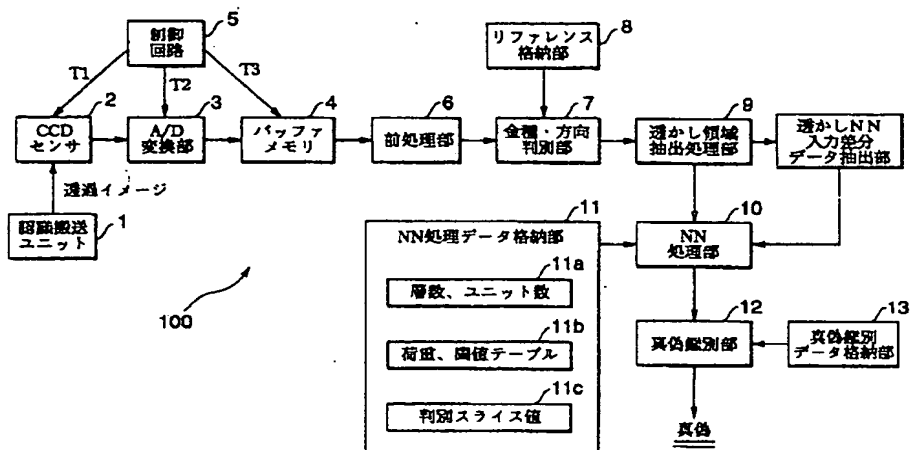 5
制御
回路
T1
T2
T3
2
CCD
センサ
3
A/D
変換部
4
バッファ
メモリ
6
前処理部
8
リファレンス
格納部
7
金種・方向
判別部
9
透かし領域
抽出処理部
透かしNN
入力差分
データ抽出部
透過イメージ
1
認識搬送
ユニット
100
11
NN処理データ格納部
11a
層数、ユニット数
11b
荷重、閾値テーブル
11c
判別スライス値
10
NN
処理部
12
真偽鑑別部
13
真偽鑑別
データ格納部
真偽